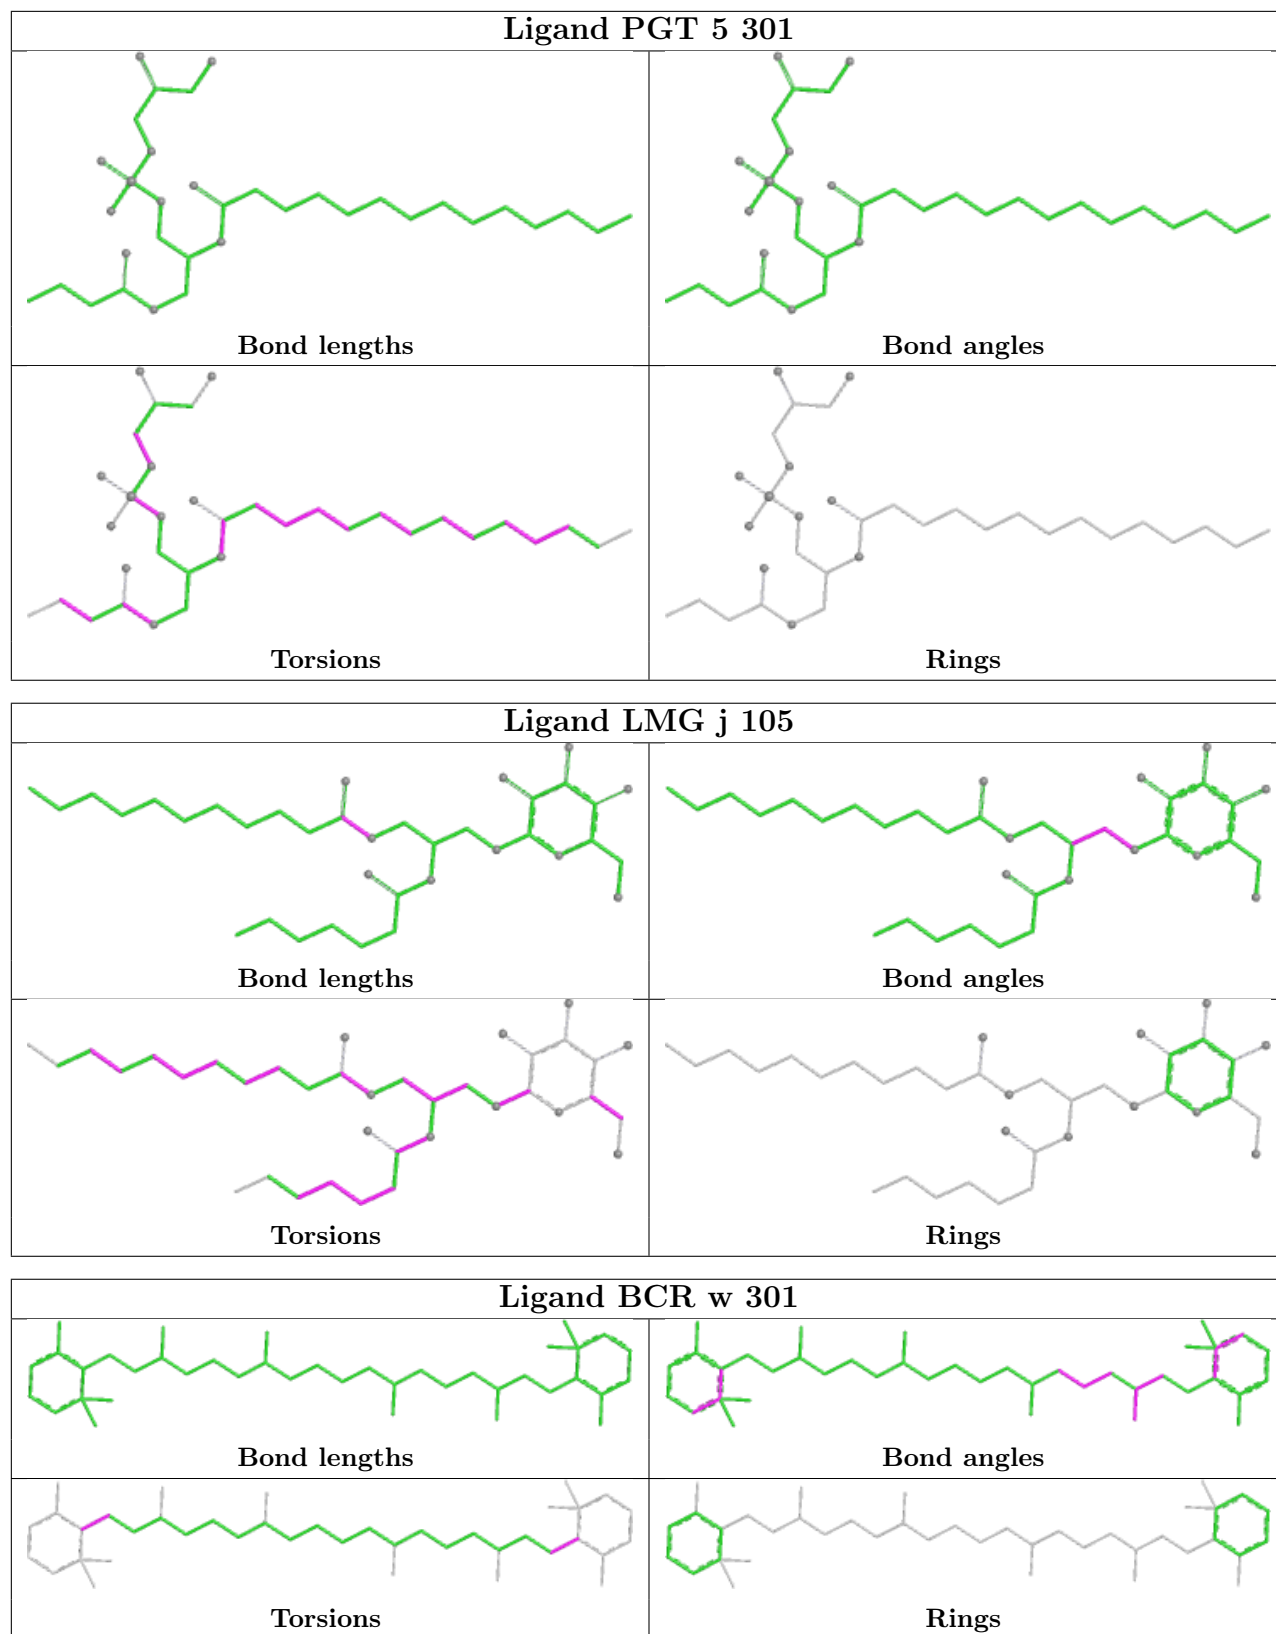 Ligand PGT 5 301
Bond lengths
Bond angles
Torsions
Rings
Ligand LMG j 105
Bond lengths
Bond angles
Torsions
Rings
Ligand BCR w 301
Bond lengths
Bond angles
Torsions
Rings